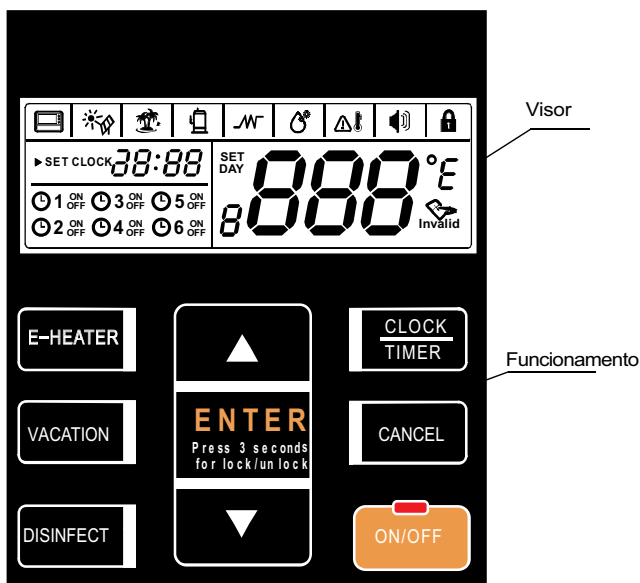 Visor
SET CLOCK 88:88
SET
DAY
8
888
°E
Invalid
1 ON OFF 3 ON OFF 5 ON OFF
2 ON OFF 4 ON OFF 6 ON OFF
Funcionamento
E-HEATER
CLOCK
TIMER
VACATION
ENTER
Press 3 seconds
for lock/unlock
CANCEL
DISINFECT
ON/OFF